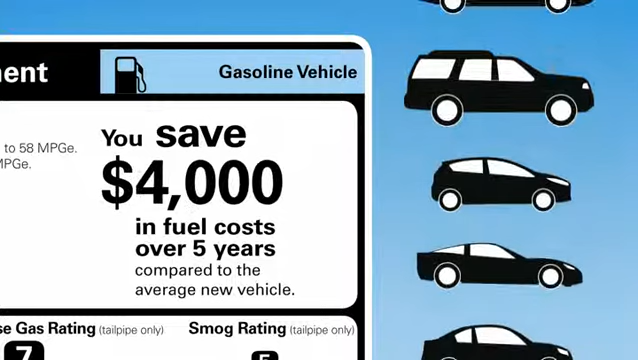 ent
Gasoline Vehicle
to 58 MPGe.
MPGe.
You save
$4,000
in fuel costs
over 5 years
compared to the
average new vehicle.
se Gas Rating (tailpipe only)
Smog Rating (tailpipe only)
7